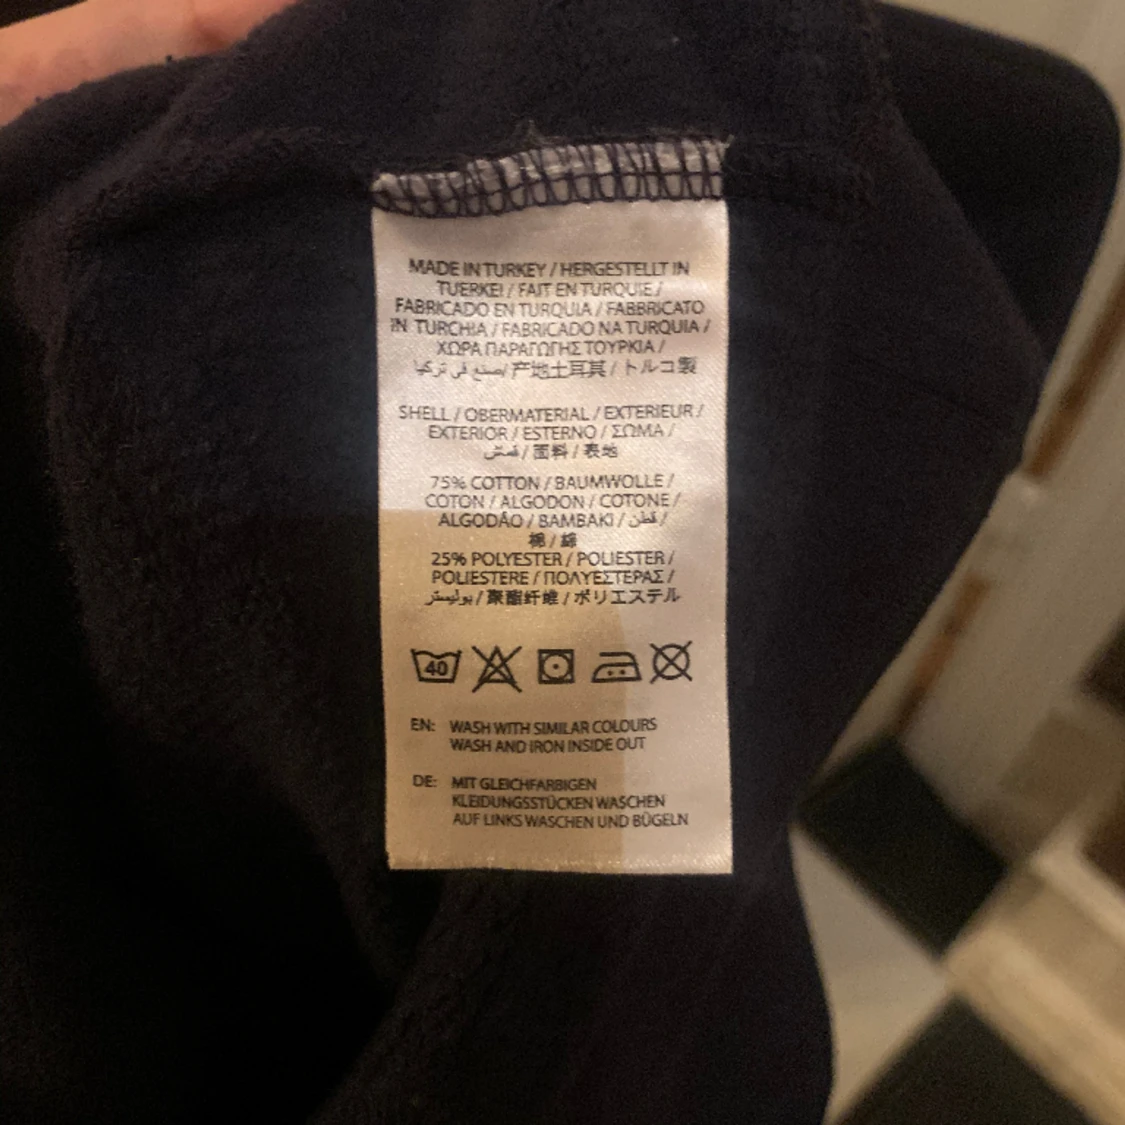 MADE IN TURKEY / HERGESTELLT IN
TUERKEI / FAIT EN TURQUIE /
FABRICADO EN TURQUIA / FABBRICATO
IN TURCHIA / FABRICADO NA TURQUIA /
ΧΩΡΑ ΠΑΡΑΓΩΓΗΣ ΤΟΥΡΚΙΑ /
صنع في تركيا / 产地土耳其 / トルコ製
SHELL / OBERMATERIAL / EXTERIEUR /
EXTERIOR / ESTERNO / ΣΩΜΑ /
/ 面料 / 表地
75% COTTON / BAUMWOLLE /
COTON / ALGODON / COTONE /
ALGODÃO / BAMBAKI / قطن /
棉 / 綿
25% POLYESTER / POLIESTER /
POLIESTERE / ΠΟΛΥΕΣΤΕΡΑΣ /
بوليستر / 聚酯纤维 / ポリエステル
40
EN: WASH WITH SIMILAR COLOURS
WASH AND IRON INSIDE OUT
DE: MIT GLEICHFARBIGEN
KLEIDUNGSSTÜCKEN WASCHEN
AUF LINKS WASCHEN UND BÜGELN